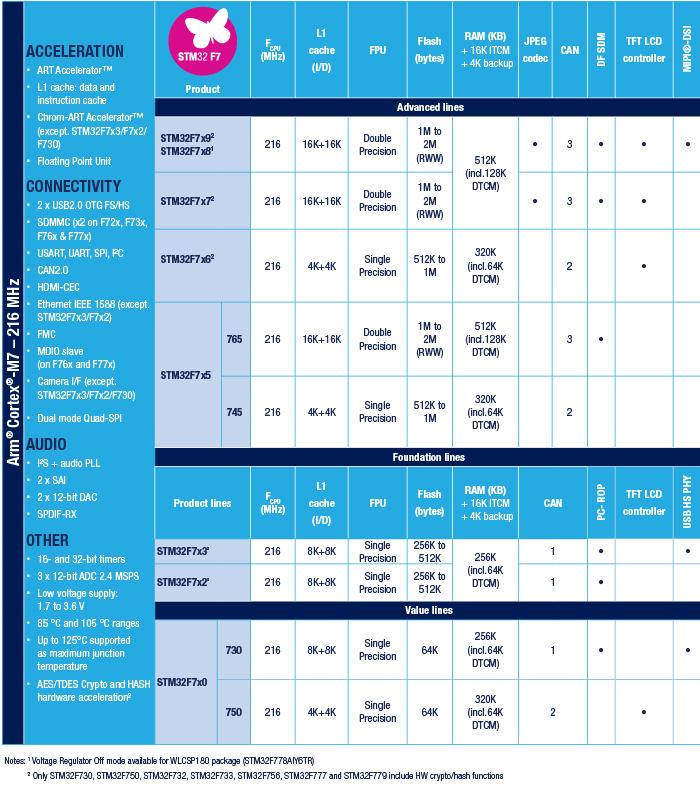 Arm® Cortex®-M7 – 216 MHz
ACCELERATION
• ART Accelerator™
• L1 cache: data and
instruction cache
• Chrom-ART Accelerator™
(except. STM32F7x3/F7x2/
F730)
• Floating Point Unit
CONNECTIVITY
• 2 x USB2.0 OTG FS/HS
• SDMMC (x2 on F72x, F73x,
F76x & F77x)
• USART, UART, SPI, I²C
• CAN2.0
• HDMI-CEC
• Ethernet IEEE 1588 (except.
STM32F7x3/F7x2)
• FMC
• MDIO slave
(on F76x and F77x)
• Camera I/F (except.
STM32F7x3/F7x2/F730)
• Dual mode Quad-SPI
AUDIO
• I²S + audio PLL
• 2 x SAI
• 2 x 12-bit DAC
• SPDIF-RX
OTHER
• 16- and 32-bit timers
• 3 x 12-bit ADC 2.4 MSPS
• Low voltage supply:
1.7 to 3.6 V
• 85 °C and 105 °C ranges
• Up to 125°C supported
as maximum junction
temperature
• AES/TDES Crypto and HASH
hardware acceleration²
STM32 F7
Product
FCPU
(MHz)
L1
cache
(I/D)
FPU
Flash
(bytes)
RAM (KB)
+ 16K ITCM
+ 4K backup
JPEG
codec
CAN
DF SDM
TFT LCD
controller
MIPI®-DSI
Advanced lines
STM32F7x9²
STM32F7x8¹
216
16K+16K
Double
Precision
1M to
2M
(RWW)
512K
(incl.128K
DTCM)
•
3
•
•
•
STM32F7x7²
216
16K+16K
Double
Precision
1M to
2M
(RWW)
•
3
•
•
STM32F7x6²
216
4K+4K
Single
Precision
512K to
1M
320K
(incl.64K
DTCM)
2
•
STM32F7x5
765
216
16K+16K
Double
Precision
1M to
2M
(RWW)
512K
(incl.128K
DTCM)
3
•
745
216
4K+4K
Single
Precision
512K to
1M
320K
(incl.64K
DTCM)
2
Foundation lines
Product lines
FCPU
(MHz)
L1
cache
(I/D)
FPU
Flash
(bytes)
RAM (KB)
+ 16K ITCM
+ 4K backup
CAN
PC- ROP
TFT LCD
controller
USB HS PHY
STM32F7x3
216
8K+8K
Single
Precision
256K to
512K
256K
(incl.64K
DTCM)
1
•
•
STM32F7x2
216
8K+8K
Single
Precision
256K to
512K
1
•
Value lines
STM32F7x0
730
216
8K+8K
Single
Precision
64K
256K
(incl.64K
DTCM)
1
•
•
750
216
4K+4K
Single
Precision
64K
320K
(incl.64K
DTCM)
2
•
Notes: ¹ Voltage Regulator Off mode available for WLCSP180 package (STM32F778AIY6TR)
² Only STM32F730, STM32F750, STM32F732, STM32F733, STM32F756, STM32F777 and STM32F779 include HW crypto/hash functions